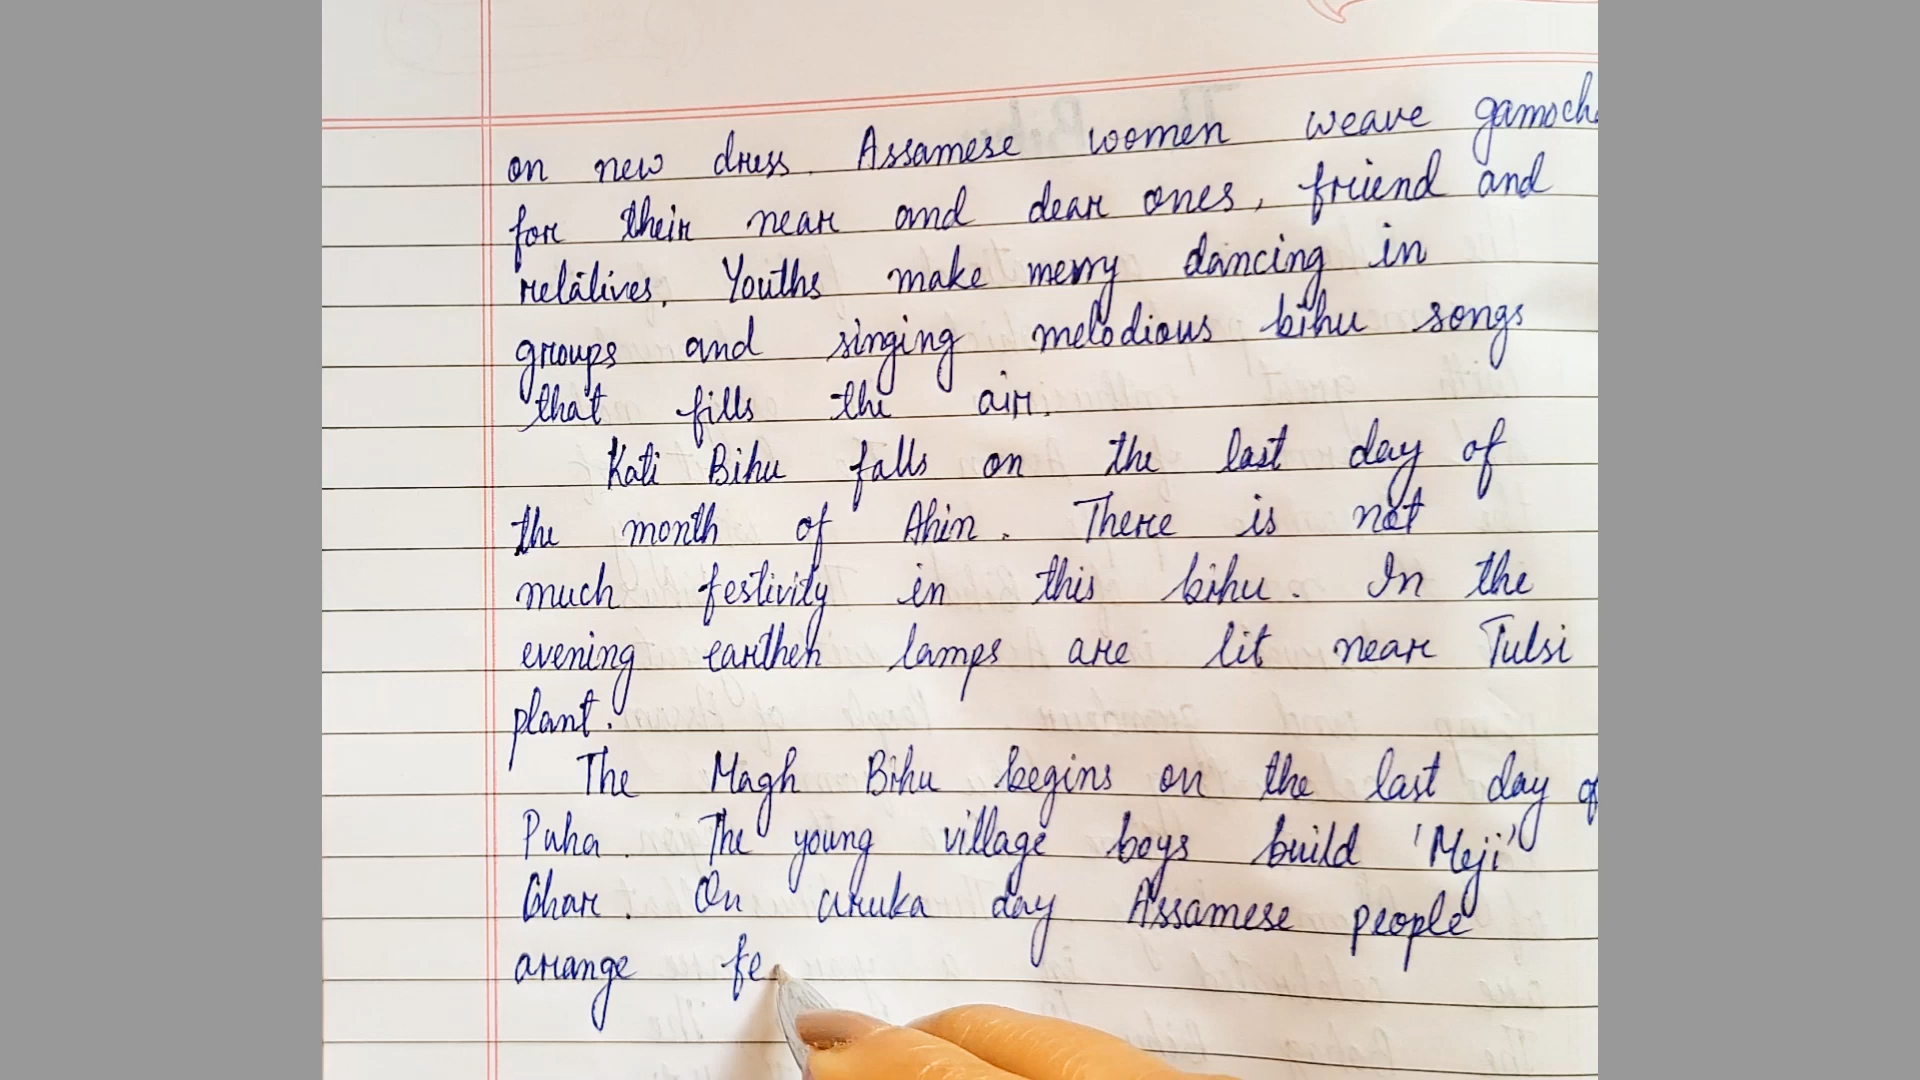 on new dress. Assamese women weave gamoch
for their near and dear ones, friend and
relatives. Youths make merry dancing in
groups and singing melodious bihu songs
that fills the air.
Kati Bihu falls on the last day of
the month of Ahin. There is not
much festivity in this bihu. In the
evening earthen lamps are lit near Tulsi
plant.
The Magh Bihu begins on the last day of
Puha. The young village boys build 'Meji'
Ghar. On uruka day Assamese people
arange fe